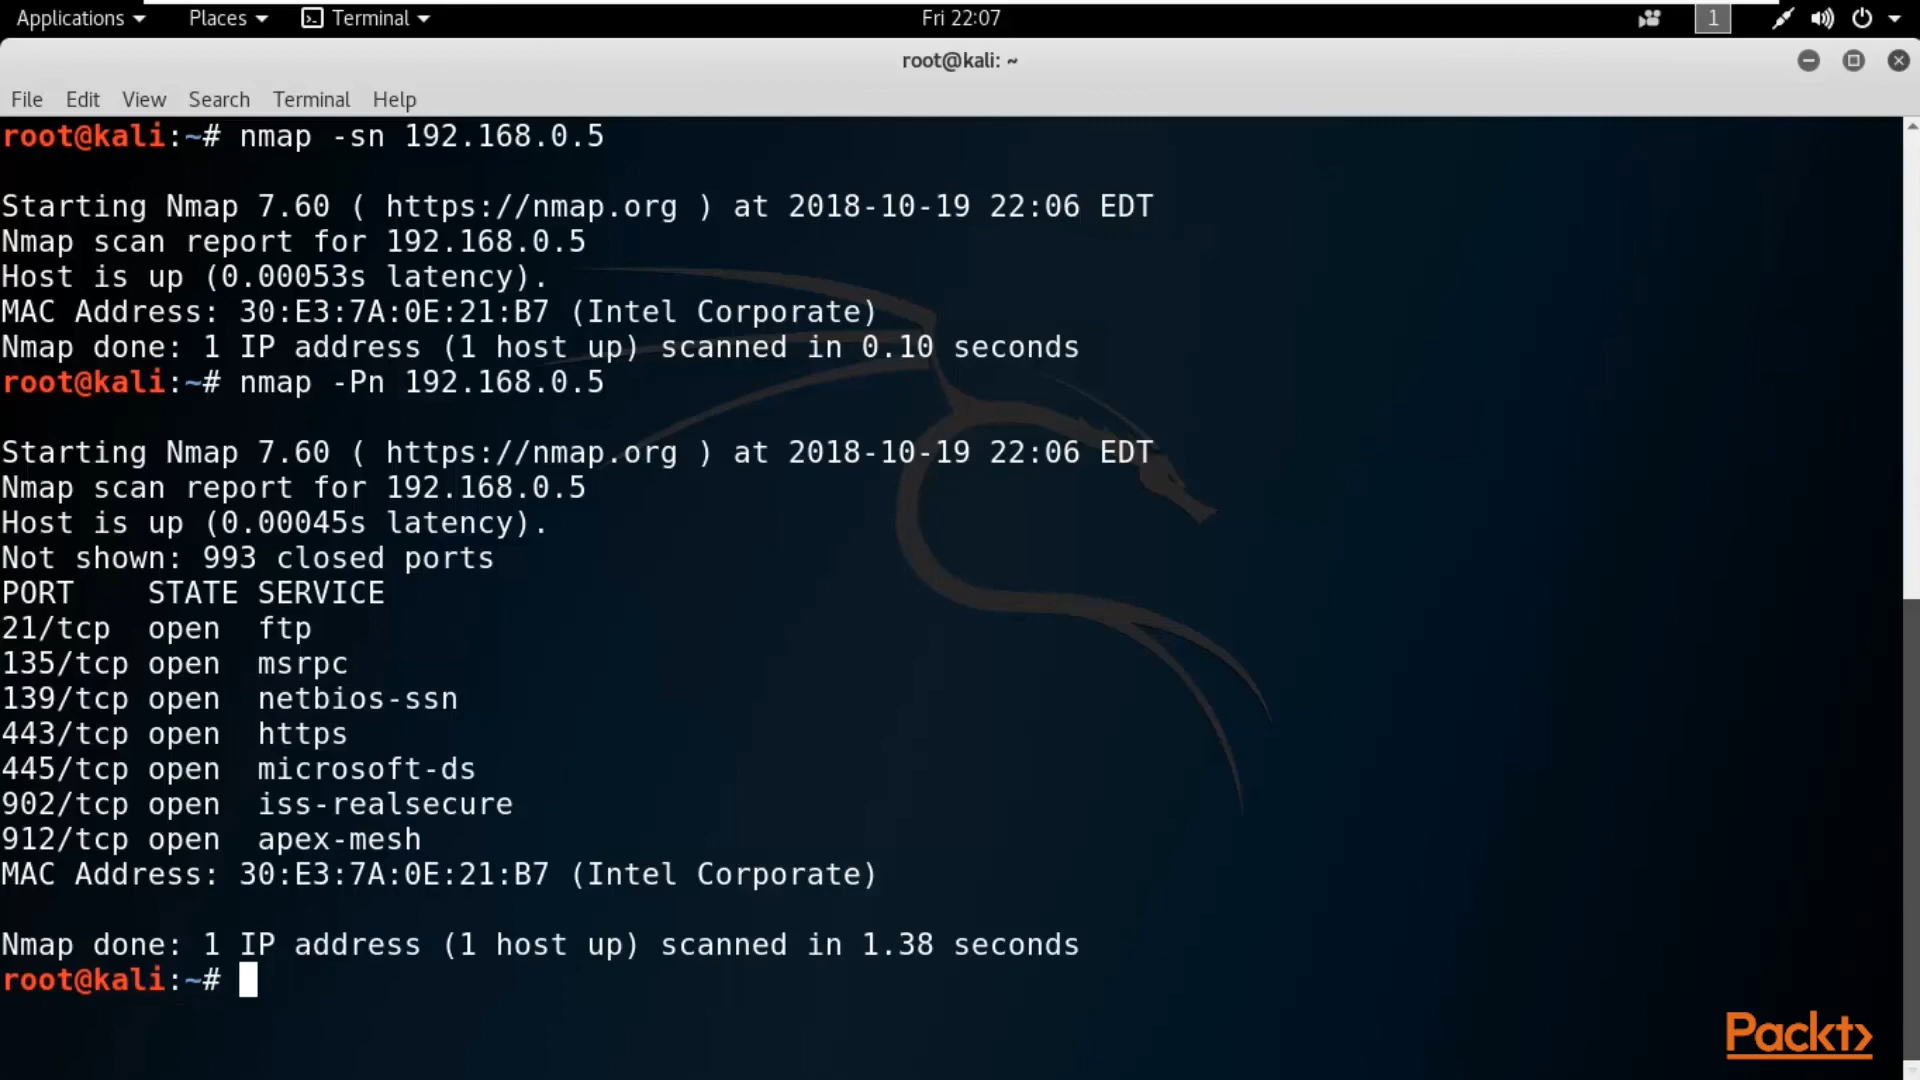 Applications Places Terminal Fri 22:07 1
root@kali: ~
File Edit View Search Terminal Help
root@kali:~# nmap -sn 192.168.0.5
Starting Nmap 7.60 ( https://nmap.org ) at 2018-10-19 22:06 EDT
Nmap scan report for 192.168.0.5
Host is up (0.00053s latency).
MAC Address: 30:E3:7A:0E:21:B7 (Intel Corporate)
Nmap done: 1 IP address (1 host up) scanned in 0.10 seconds
root@kali:~# nmap -Pn 192.168.0.5
Starting Nmap 7.60 ( https://nmap.org ) at 2018-10-19 22:06 EDT
Nmap scan report for 192.168.0.5
Host is up (0.00045s latency).
Not shown: 993 closed ports
PORT    STATE SERVICE
21/tcp  open  ftp
135/tcp open  msrpc
139/tcp open  netbios-ssn
443/tcp open  https
445/tcp open  microsoft-ds
902/tcp open  iss-realsecure
912/tcp open  apex-mesh
MAC Address: 30:E3:7A:0E:21:B7 (Intel Corporate)
Nmap done: 1 IP address (1 host up) scanned in 1.38 seconds
root@kali:~#
Packt>